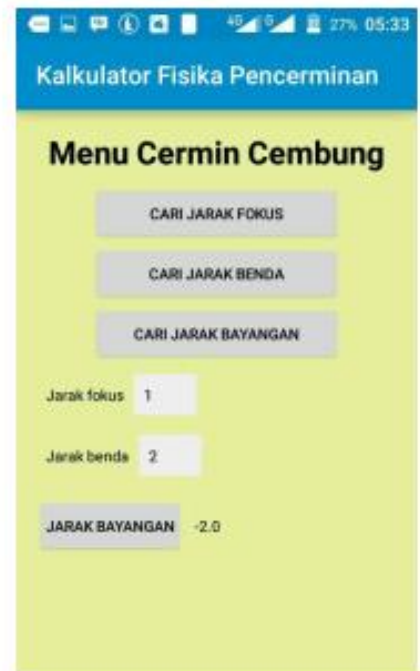 4G G 27% 05:33
Kalkulator Fisika Pencerminan
Menu Cermin Cembung
CARI JARAK FOKUS
CARI JARAK BENDA
CARI JARAK BAYANGAN
Jarak fokus 1
Jarak benda 2
JARAK BAYANGAN -2.0